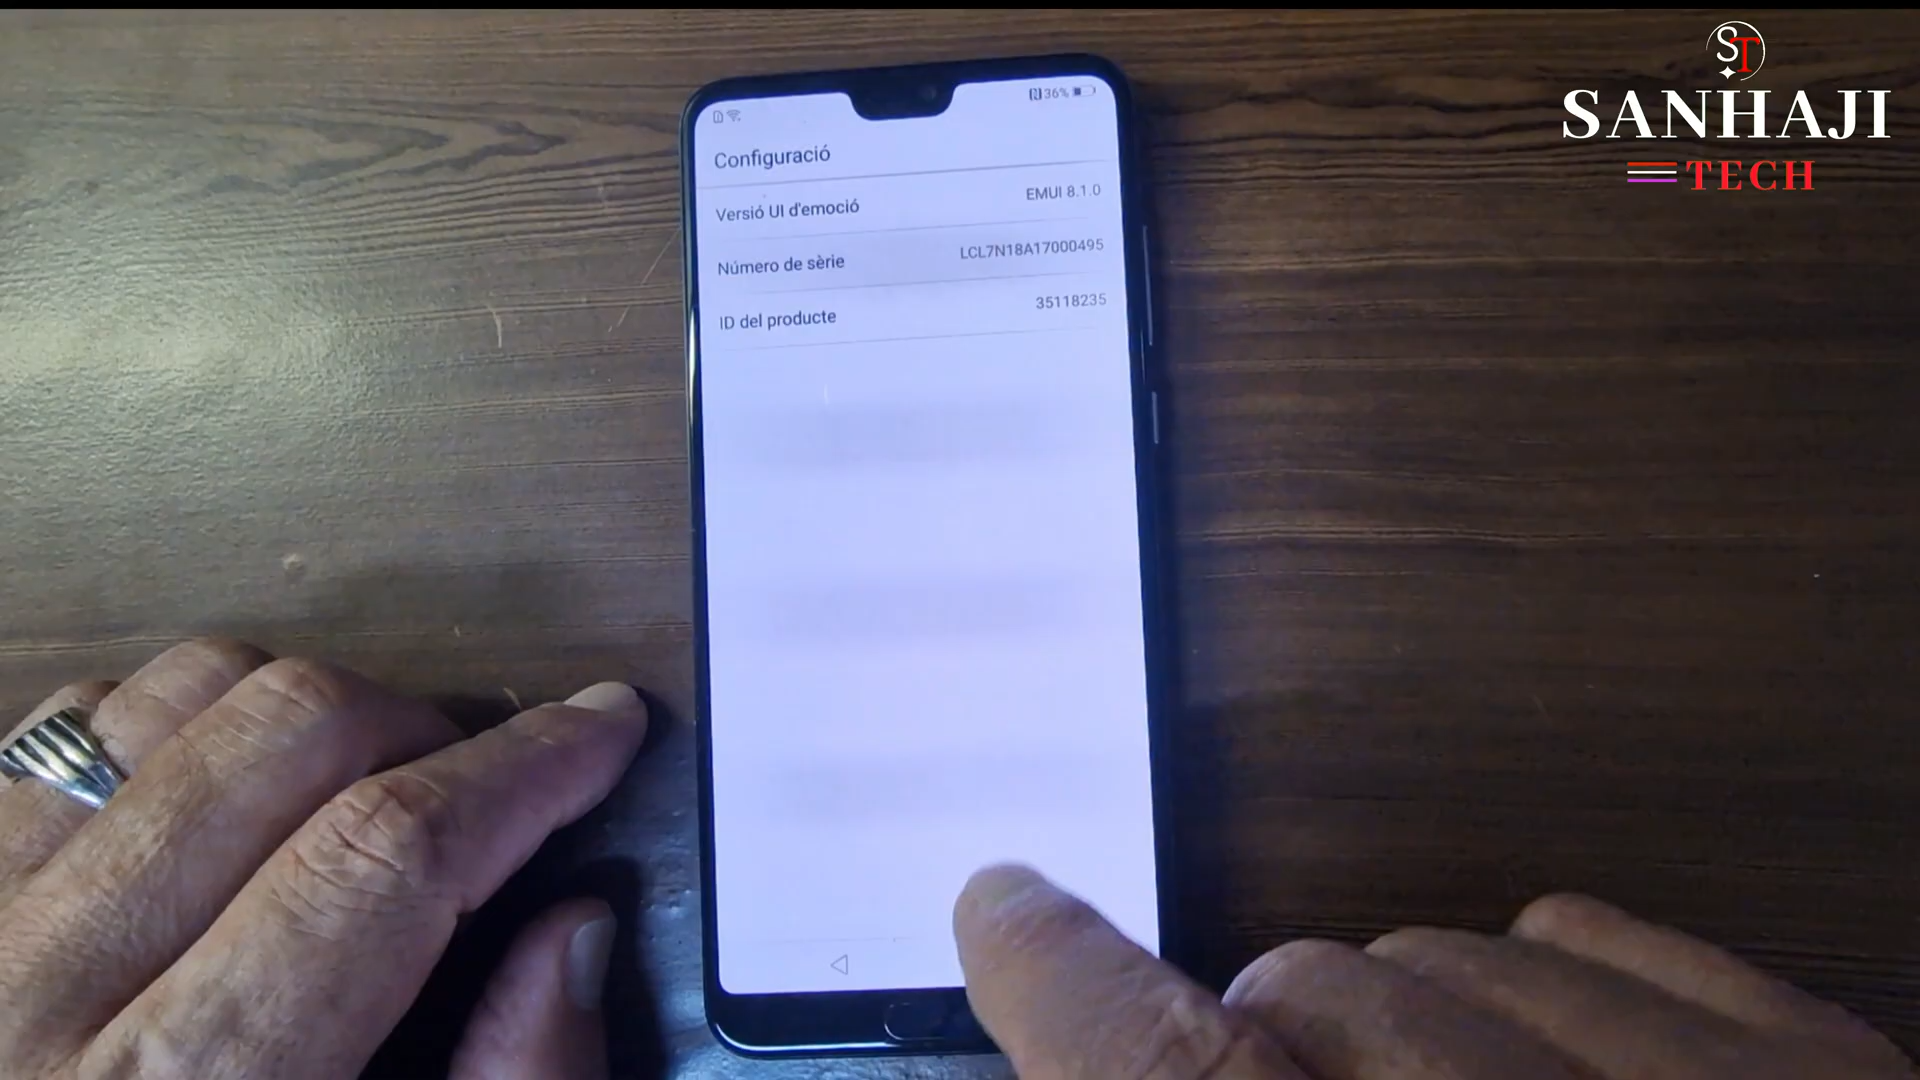 ST
SANHAJI
TECH
36%
Configuració
Versió UI d'emoció EMUI 8.1.0
Número de sèrie LCL7N18A17000495
ID del producte 35118235